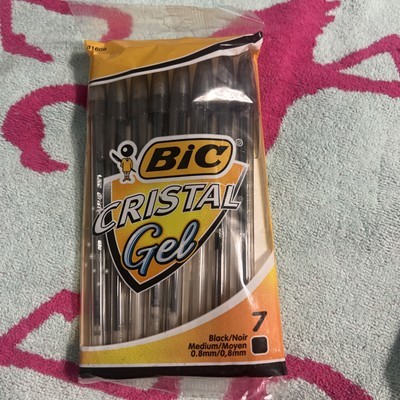 BiC
CRISTAL
Gel
7
Black/Noir
Medium/Moyen
0.8mm/0,8mm